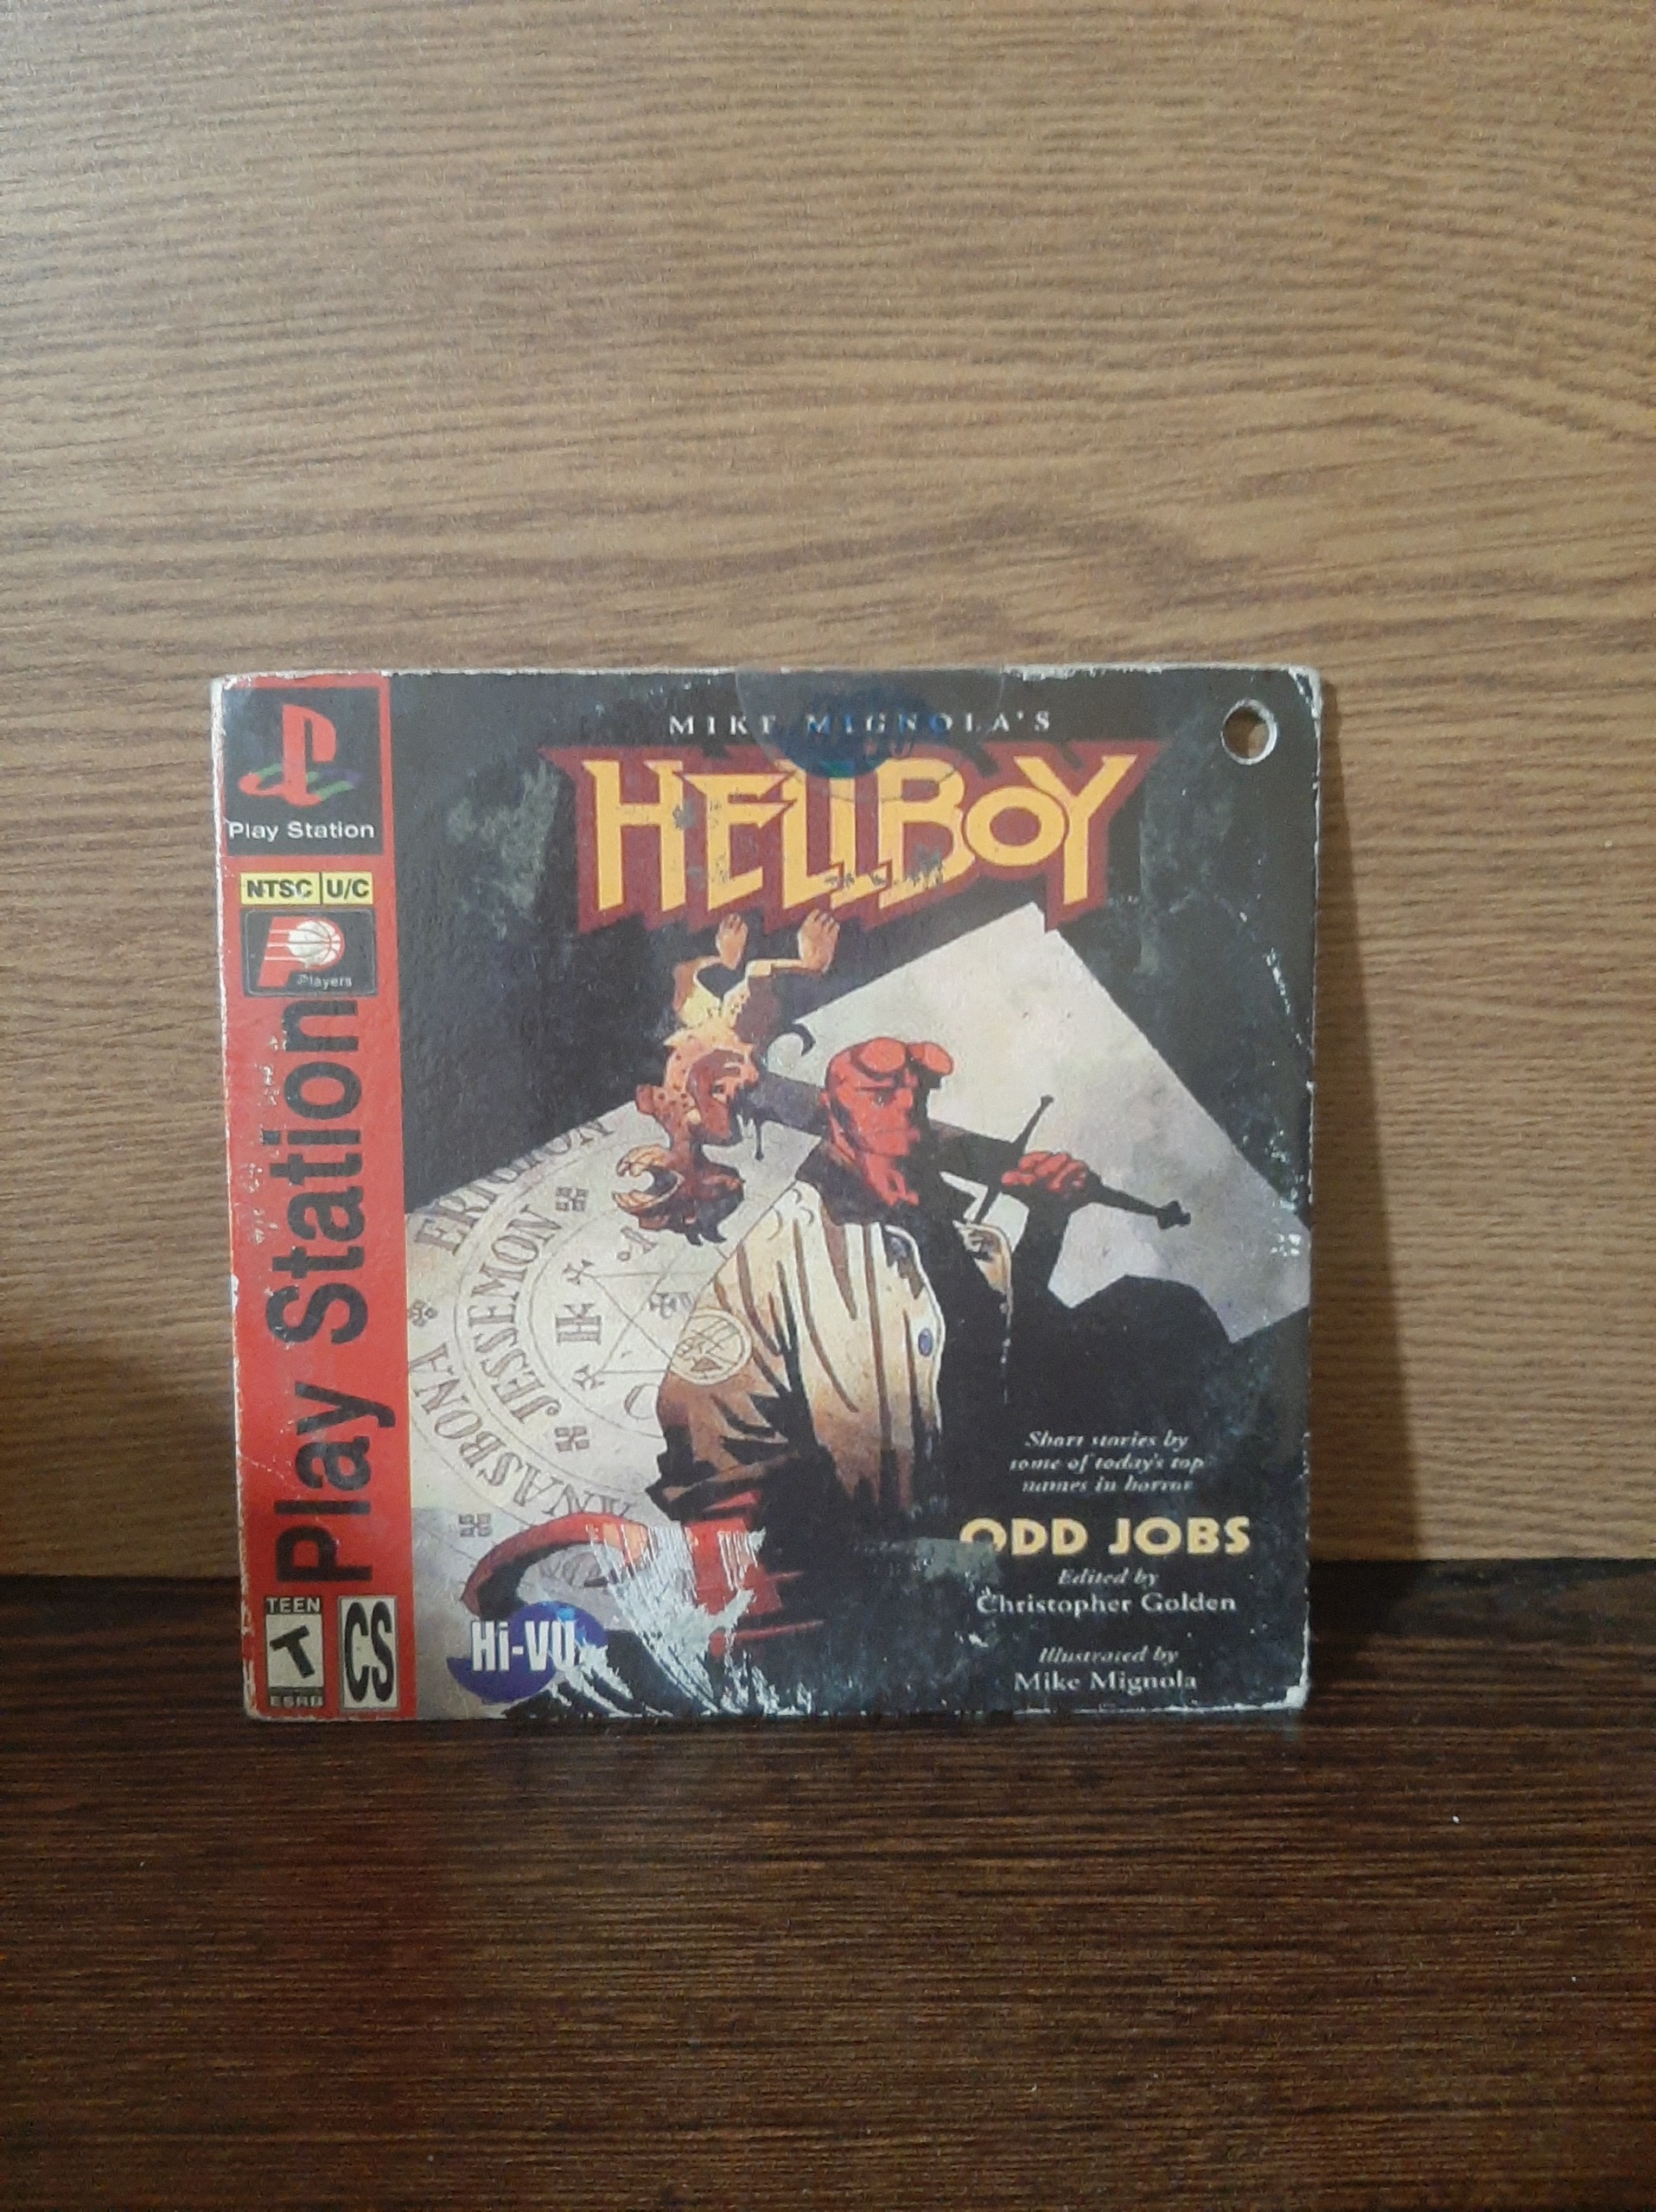 Play Station
NTSC U/C
Players
Play Station
TEEN
T
ESRB
CS
MIKE MIGNOLA'S
HELLBOY
JESSEMON
ANASBONA
Short stories by
some of today's top
names in horror
ODD JOBS
Edited by
Christopher Golden
Illustrated by
Mike Mignola
Hi-VU